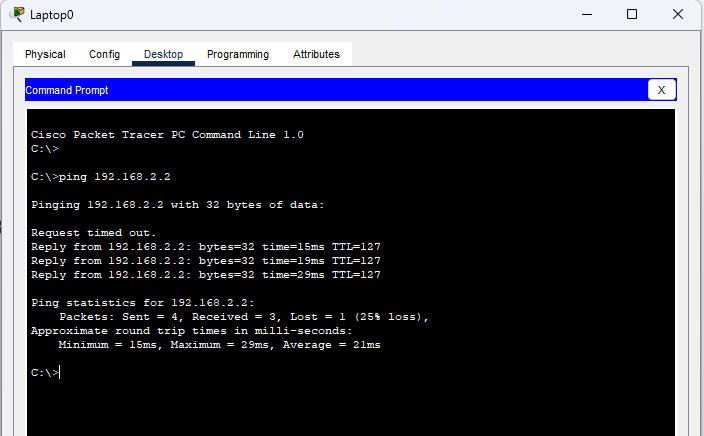 Laptop0
Physical Config Desktop Programming Attributes
Command Prompt X
Cisco Packet Tracer PC Command Line 1.0
C:\>
C:\>ping 192.168.2.2
Pinging 192.168.2.2 with 32 bytes of data:
Request timed out.
Reply from 192.168.2.2: bytes=32 time=15ms TTL=127
Reply from 192.168.2.2: bytes=32 time=19ms TTL=127
Reply from 192.168.2.2: bytes=32 time=29ms TTL=127
Ping statistics for 192.168.2.2:
Packets: Sent = 4, Received = 3, Lost = 1 (25% loss),
Approximate round trip times in milli-seconds:
Minimum = 15ms, Maximum = 29ms, Average = 21ms
C:\>